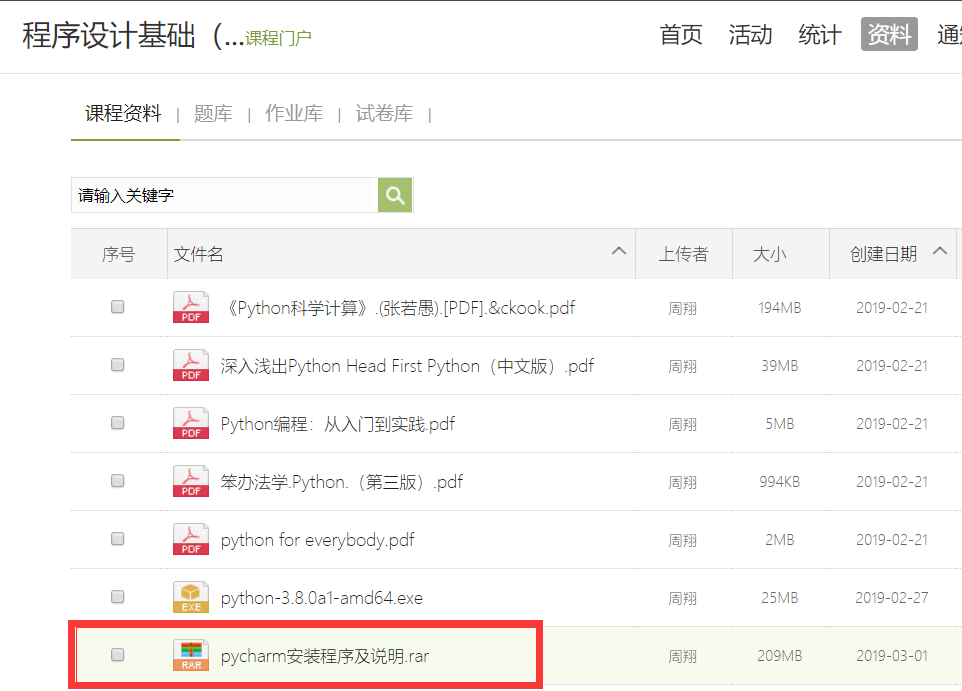 程序设计基础（...课程门户 首页 活动 统计 资料
课程资料 | 题库 | 作业库 | 试卷库 |
请输入关键字
序号 文件名 上传者 大小 创建日期
PDF 《Python科学计算》.(张若愚).[PDF].&ckook.pdf 周翔 194MB 2019-02-21
PDF 深入浅出Python Head First Python（中文版）.pdf 周翔 39MB 2019-02-21
PDF Python编程：从入门到实践.pdf 周翔 5MB 2019-02-21
PDF 笨办法学.Python.（第三版）.pdf 周翔 994KB 2019-02-21
PDF python for everybody.pdf 周翔 2MB 2019-02-21
EXE python-3.8.0a1-amd64.exe 周翔 25MB 2019-02-27
RAR pycharm安装程序及说明.rar 周翔 209MB 2019-03-01